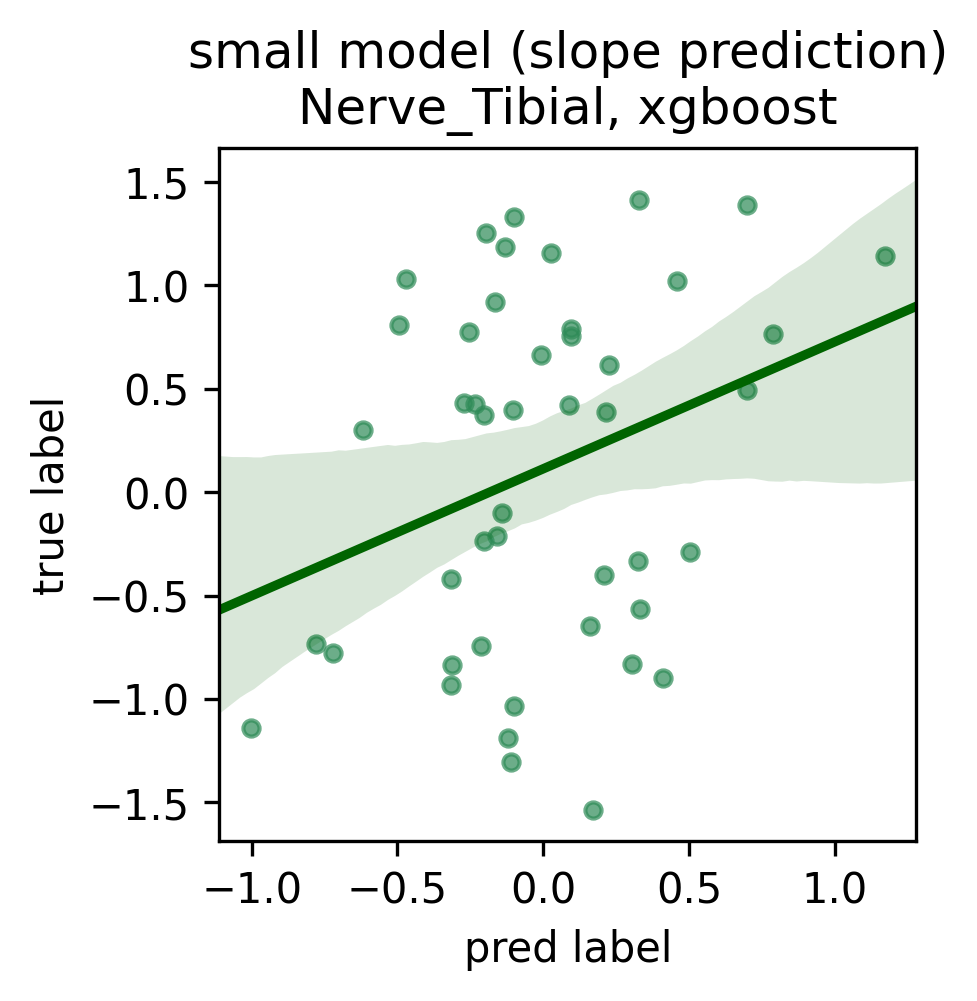 small model (slope prediction)
Nerve_Tibial, xgboost
1.5
1.0
0.5
0.0
−0.5
−1.0
−1.5
true label
−1.0 −0.5 0.0 0.5 1.0
pred label